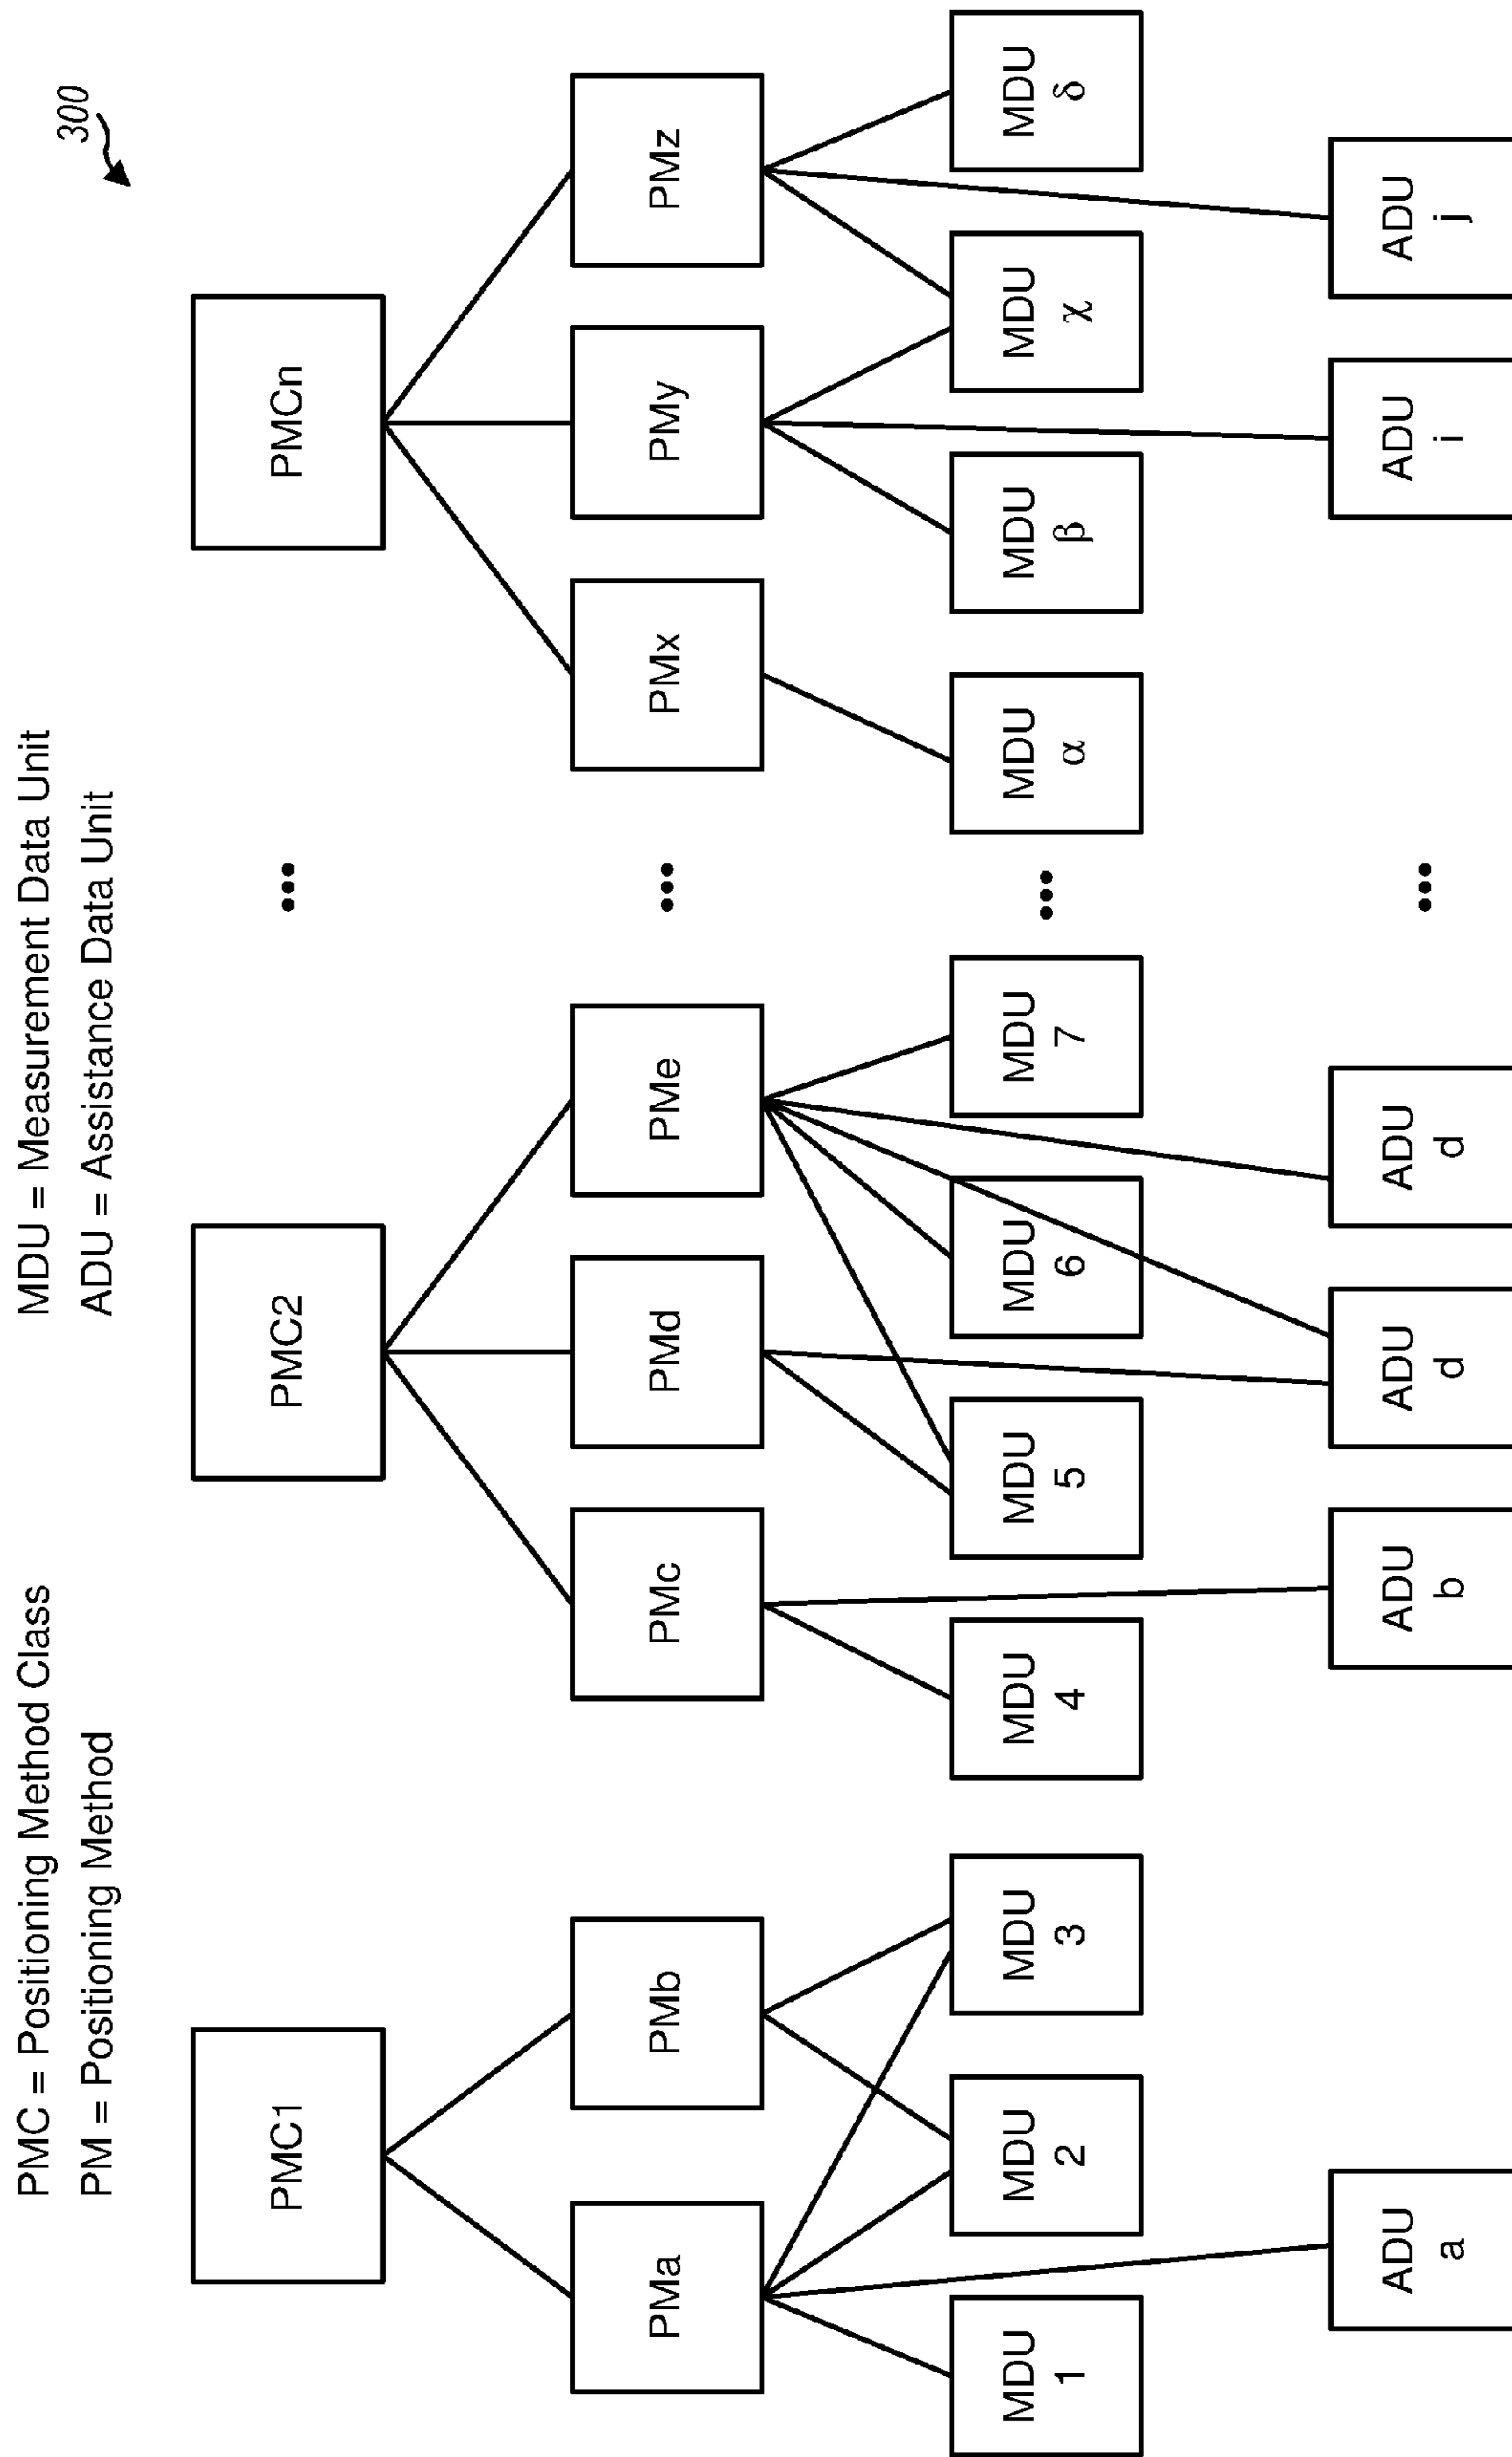 PMC = Positioning Method Class
MDU = Measurement Data Unit
PM = Positioning Method
ADU = Assistance Data Unit
300
PMC1
PMC2
...
PMCn
PMa
PMb
PMc
PMd
PMe
...
PMx
PMy
PMz
MDU
1
MDU
2
MDU
3
MDU
4
MDU
5
MDU
6
MDU
7
...
MDU
α
MDU
β
MDU
χ
MDU
δ
ADU
a
ADU
b
ADU
d
ADU
d
...
ADU
i
ADU
j